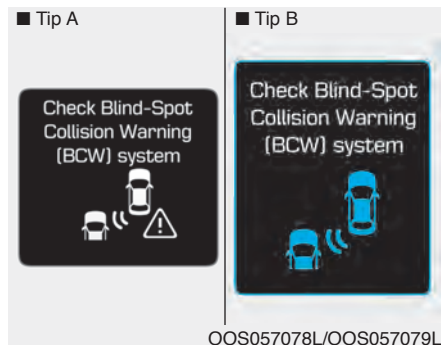 ■ Tip A
Check Blind-Spot
Collision Warning
(BCW) system
■ Tip B
Check Blind-Spot
Collision Warning
(BCW) system
OOS057078L/OOS057079L